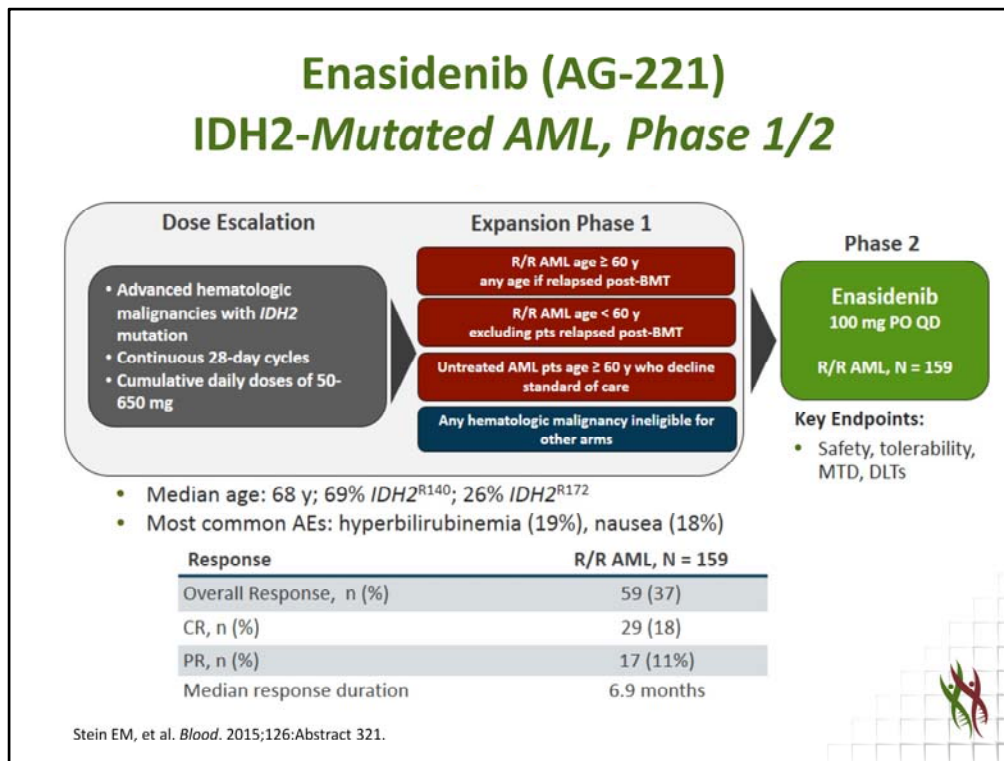 Enasidenib (AG-221)
IDH2-Mutated AML, Phase 1/2
Dose Escalation
• Advanced hematologic
malignancies with IDH2
mutation
• Continuous 28-day cycles
• Cumulative daily doses of 50-
650 mg
Expansion Phase 1
R/R AML age ≥ 60 y
any age if relapsed post-BMT
R/R AML age < 60 y
excluding pts relapsed post-BMT
Untreated AML pts age ≥ 60 y who decline
standard of care
Any hematologic malignancy ineligible for
other arms
Phase 2
Enasidenib
100 mg PO QD
R/R AML, N = 159
Key Endpoints:
• Safety, tolerability,
MTD, DLTs
• Median age: 68 y; 69% IDH2R140; 26% IDH2R172
• Most common AEs: hyperbilirubinemia (19%), nausea (18%)
Response R/R AML, N = 159
Overall Response, n (%) 59 (37)
CR, n (%) 29 (18)
PR, n (%) 17 (11%)
Median response duration 6.9 months
Stein EM, et al. Blood. 2015;126:Abstract 321.